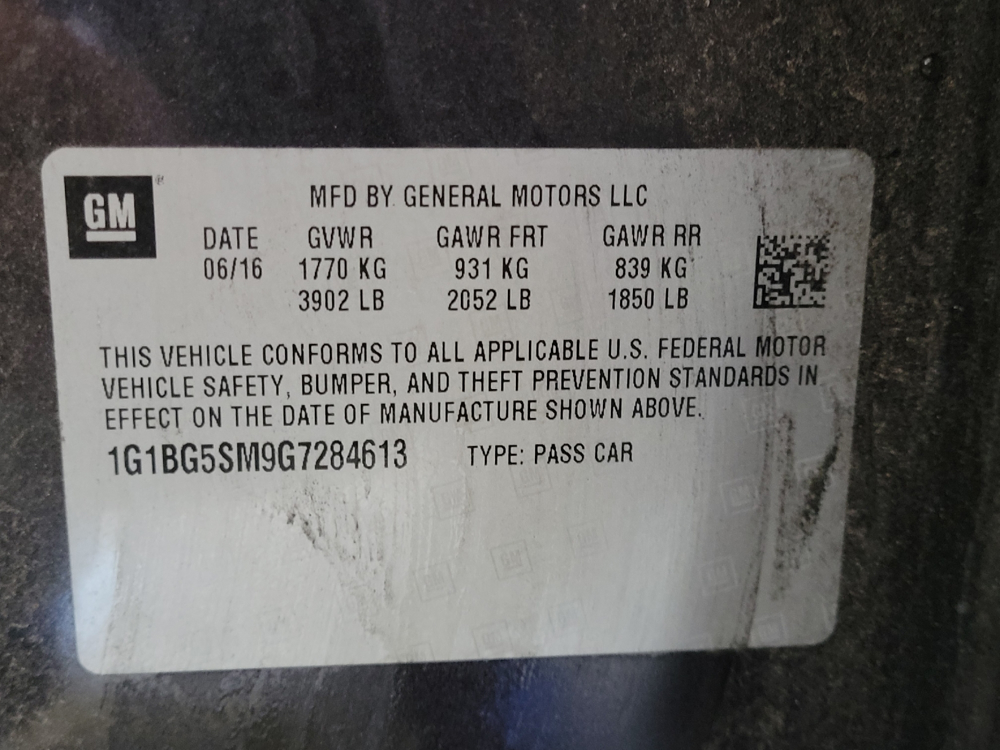 GM
MFD BY GENERAL MOTORS LLC
DATE GVWR GAWR FRT GAWR RR
06/16 1770 KG 931 KG 839 KG
3902 LB 2052 LB 1850 LB
THIS VEHICLE CONFORMS TO ALL APPLICABLE U.S. FEDERAL MOTOR
VEHICLE SAFETY, BUMPER, AND THEFT PREVENTION STANDARDS IN
EFFECT ON THE DATE OF MANUFACTURE SHOWN ABOVE.
1G1BG5SM9G7284613 TYPE: PASS CAR